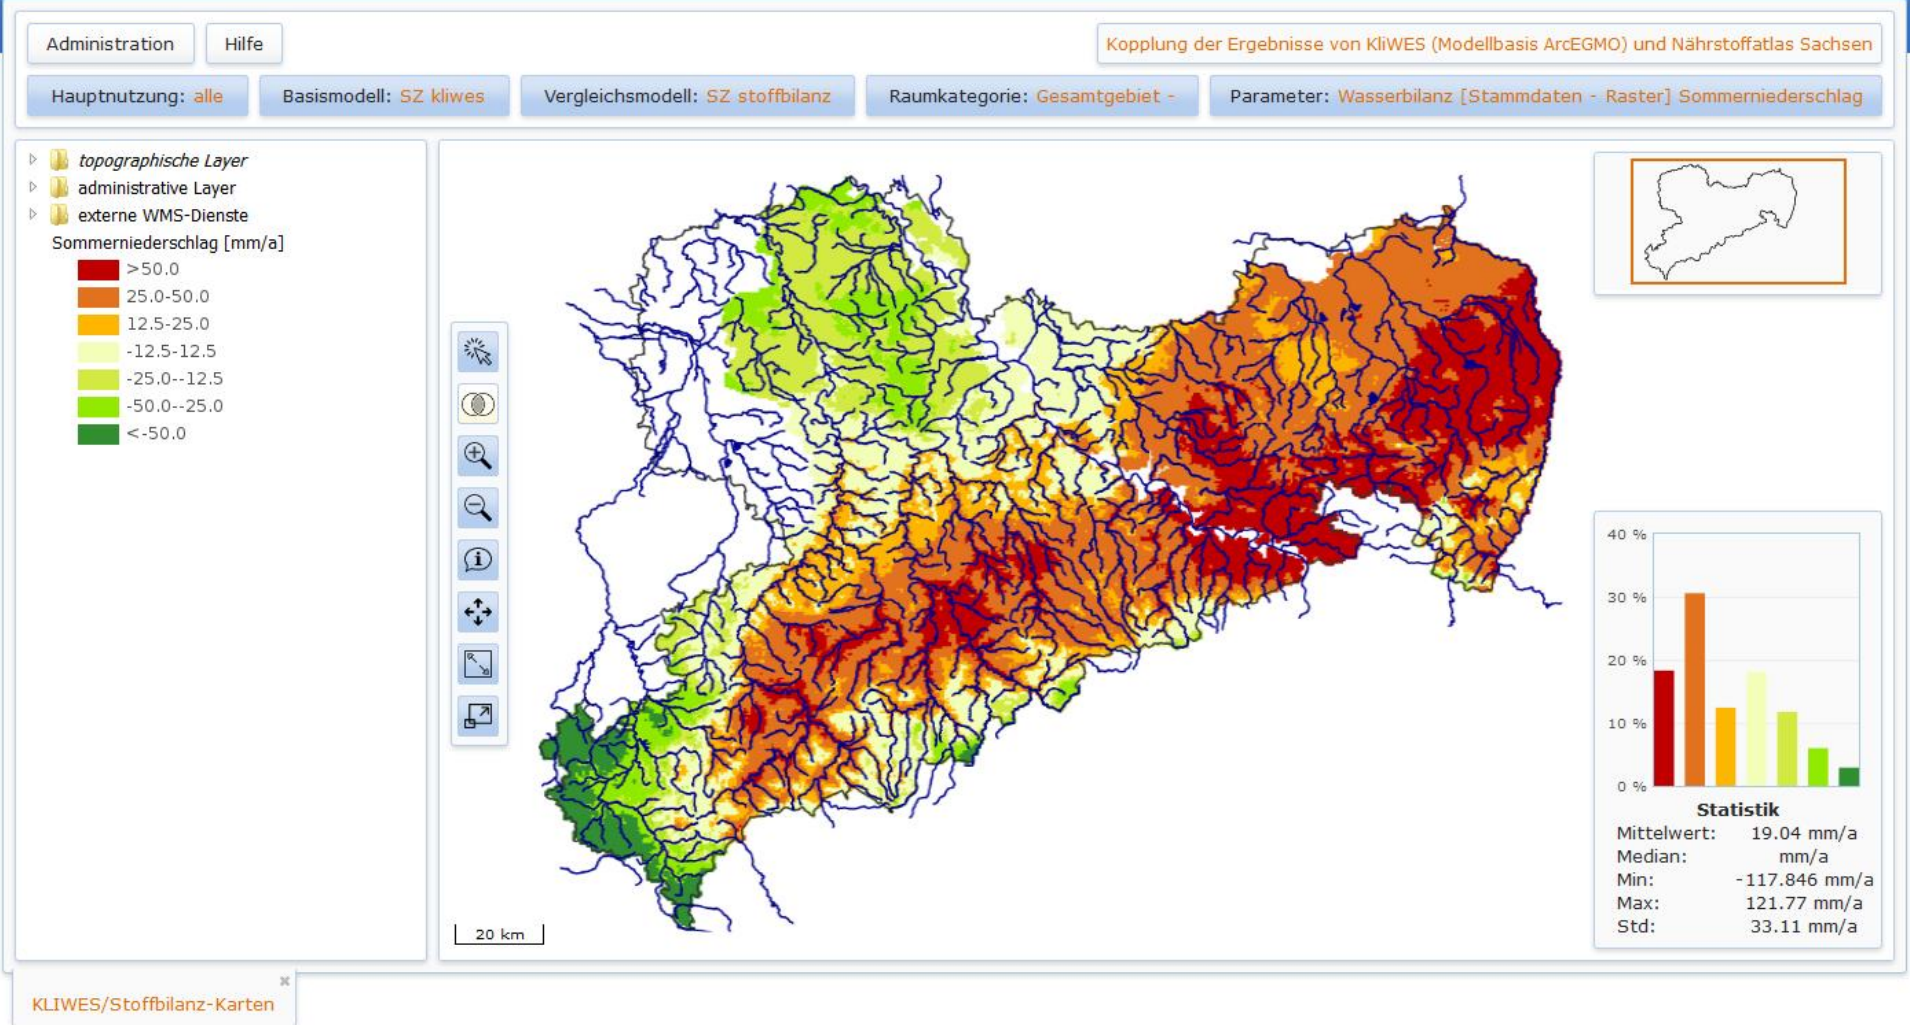 Administration
Hilfe
Kopplung der Ergebnisse von KliWES (Modellbasis ArcEGMO) und Nährstoffatlas Sachsen
Hauptnutzung: alle
Basismodell: SZ kliwes
Vergleichsmodell: SZ stoffbilanz
Raumkategorie: Gesamtgebiet -
Parameter: Wasserbilanz [Stammdaten - Raster] Sommerniederschlag
topographische Layer
administrative Layer
externe WMS-Dienste
Sommerniederschlag [mm/a]
>50.0
25.0-50.0
12.5-25.0
-12.5-12.5
-25.0--12.5
-50.0--25.0
<-50.0
20 km
40 %
30 %
20 %
10 %
0 %
Statistik
Mittelwert: 19.04 mm/a
Median: mm/a
Min: -117.846 mm/a
Max: 121.77 mm/a
Std: 33.11 mm/a
KLIWES/Stoffbilanz-Karten